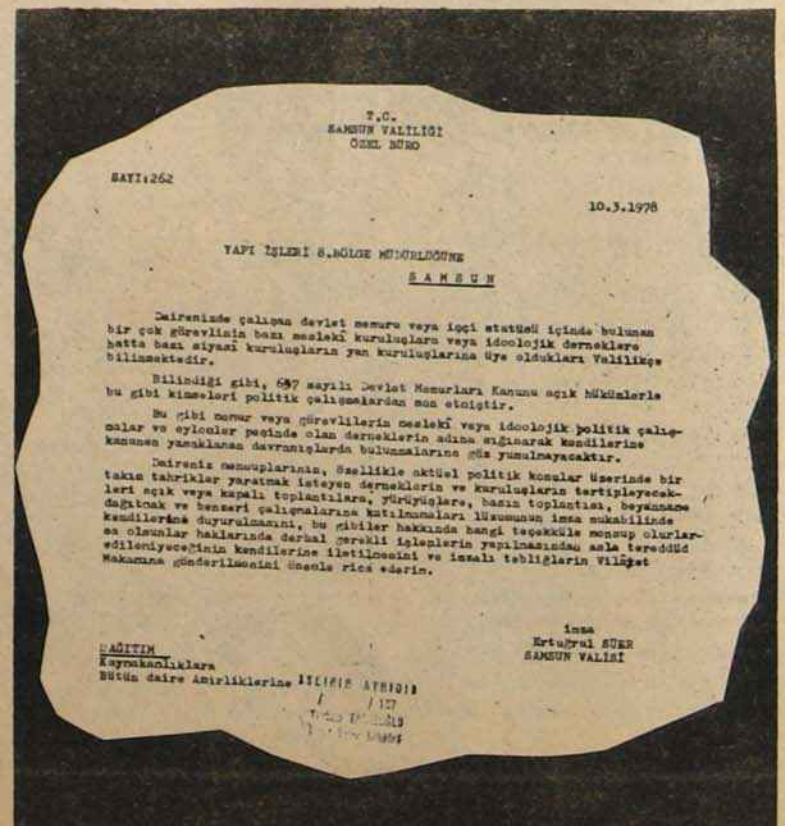 T.C.
SAMSUN VALİLİĞİ
ÖZEL BÜRO
SAYI:262
10.3.1978
YAPI İŞLERİ 8.BÖLGE MÜDÜRLÜĞÜNE
SAMSUN
Dairenizde çalışan devlet memuru veya işçi statüsü içinde bulunan
bir çok görevlinin bazı meslekî kuruluşlara veya ideolojik derneklere
hatta bazı siyasî kuruluşların yan kuruluşlarına üye oldukları Valilikçe
bilinmektedir.
Bilindiği gibi, 657 sayılı Devlet Memurları Kanunu açık hükümlerle
bu gibi kimseleri politik çalışmalardan men etmiştir.
Bu gibi memur veya görevlilerin meslekî veya ideolojik politik çalış-
malar ve eylemler peşinde olan derneklerin adına sığınarak kendilerine
kanunen yasaklanan davranışlarda bulunmalarına göz yumulmayacaktır.
Daireniz mensuplarının, özellikle aktüel politik konular üzerinde bir
takım tahrikler yaratmak isteyen derneklerin ve kuruluşların tertipleyecek-
leri açık veya kapalı toplantılara, yürüyüşlere, basın toplantısı, beyanname
dağıtmak ve benzeri çalışmalarına katılmamaları lüzumunun imza mukabilinde
kendilerine duyurulmasını, bu gibiler hakkında hangi teşekküle mensup olurlar-
sa olsunlar haklarında derhal gerekli işlemlerin yapılmasından asla tereddüd
edilmiyeceğinin kendilerine iletilmesini ve imzalı tebliğlerin Vilâyet
Makamına gönderilmesini önemle rica ederim.
imza
Ertuğrul SÜER
SAMSUN VALİSİ
DAĞITIM
Kaymakamlıklara
Bütün daire Amirliklerine
/ / 197